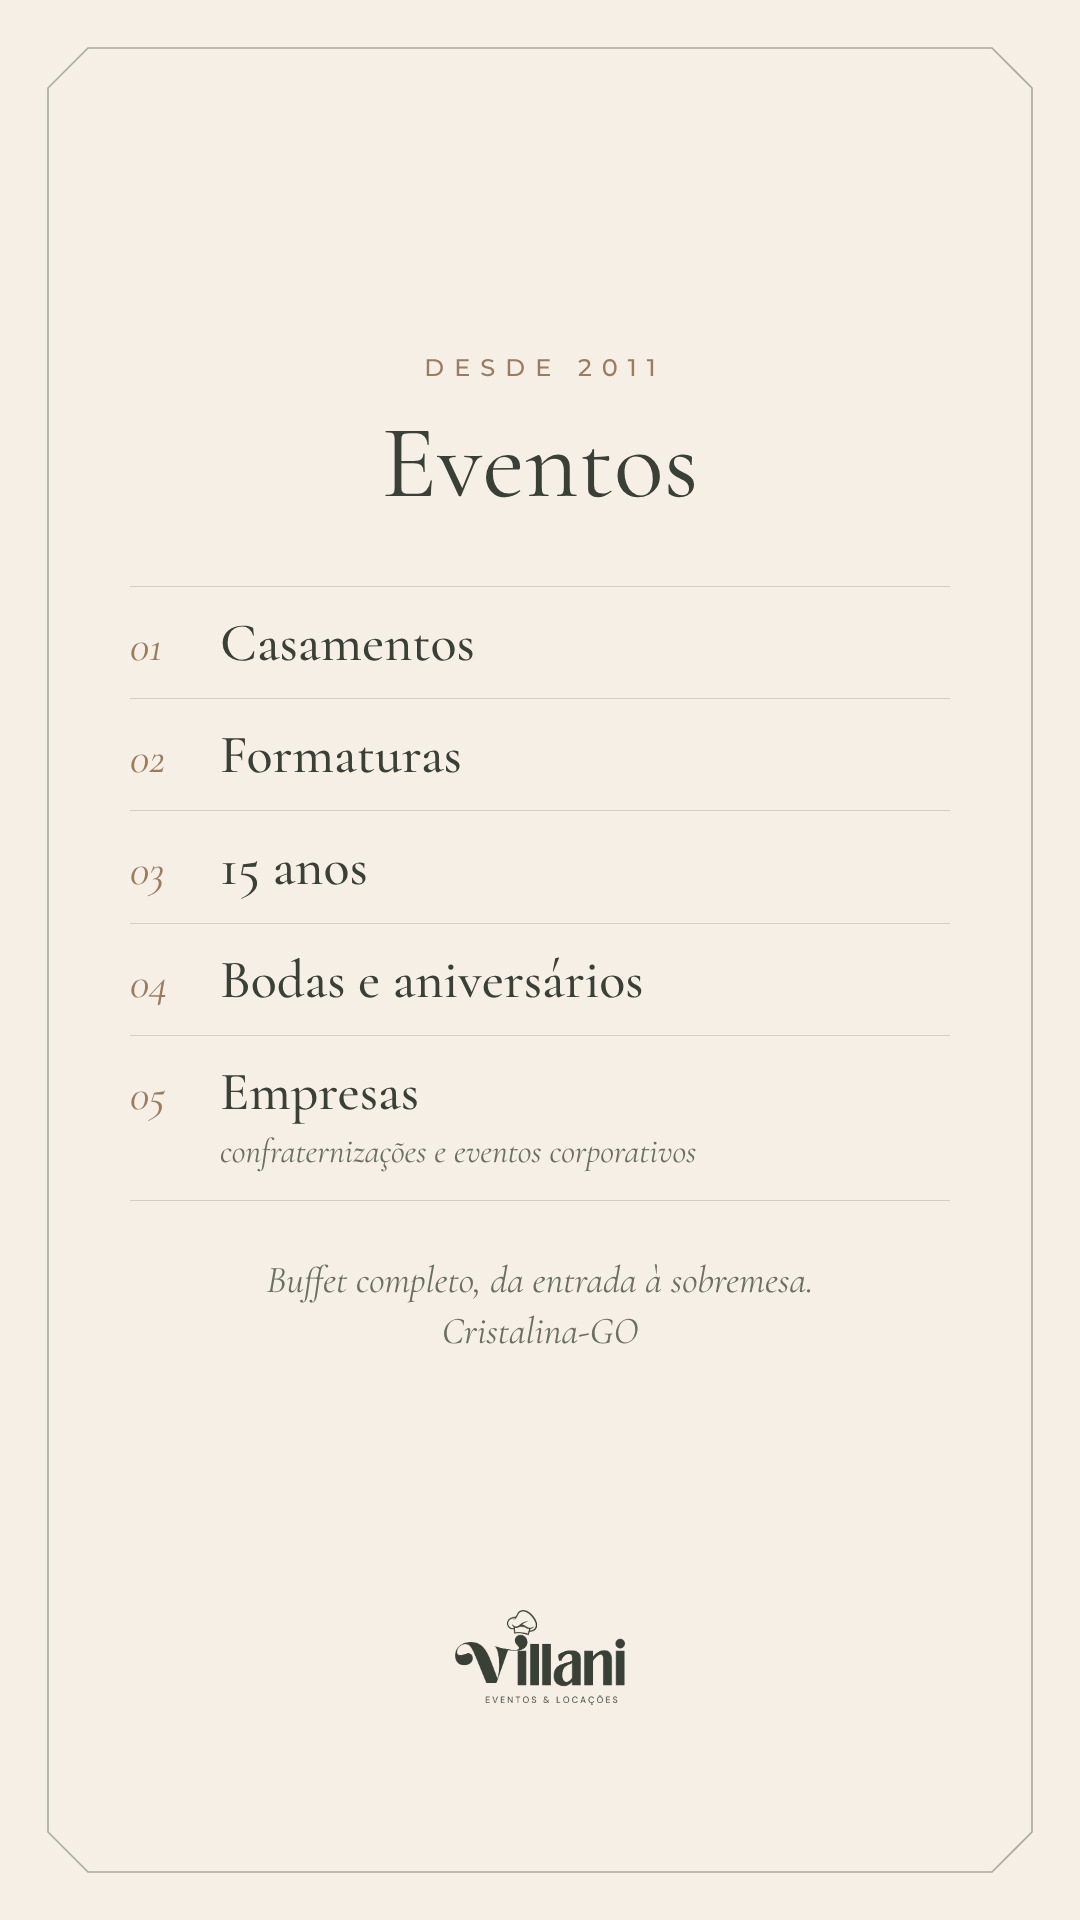 DESDE 2011
Eventos
01 Casamentos
02 Formaturas
03 15 anos
04 Bodas e aniversários
05 Empresas
confraternizações e eventos corporativos
Buffet completo, da entrada à sobremesa.
Cristalina-GO
Villani
EVENTOS & LOCAÇÕES